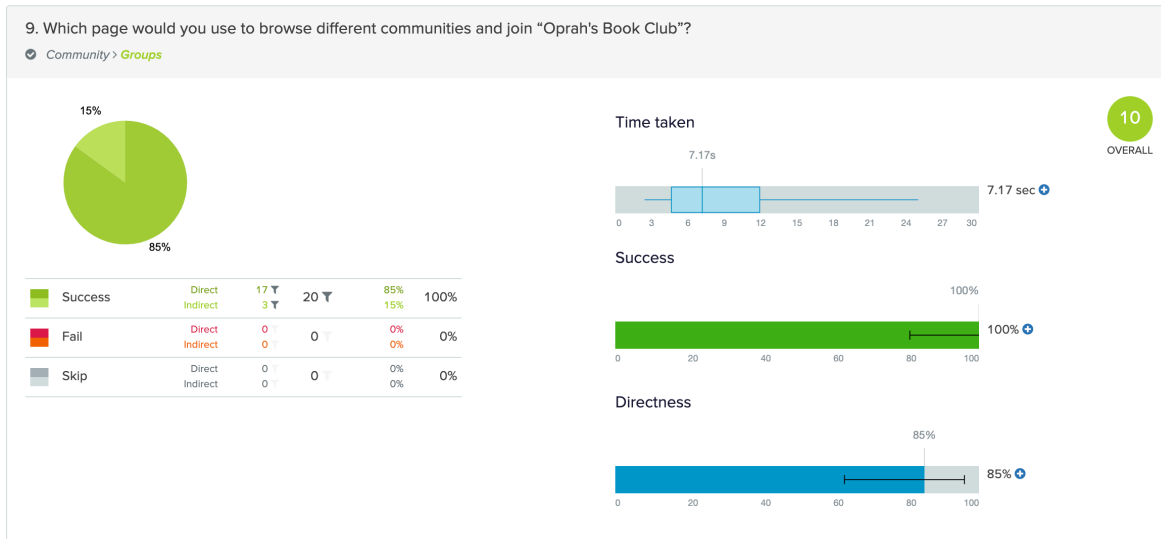 9. Which page would you use to browse different communities and join “Oprah's Book Club”?
Community > Groups
15%
85%
Success Direct 17 20 85% 100%
Indirect 3 15%
Fail Direct 0 0 0% 0%
Indirect 0 0%
Skip Direct 0 0 0% 0%
Indirect 0 0%
10
OVERALL
Time taken
7.17s
7.17 sec
0 3 6 9 12 15 18 21 24 27 30
Success
100%
100%
0 20 40 60 80 100
Directness
85%
85%
0 20 40 60 80 100